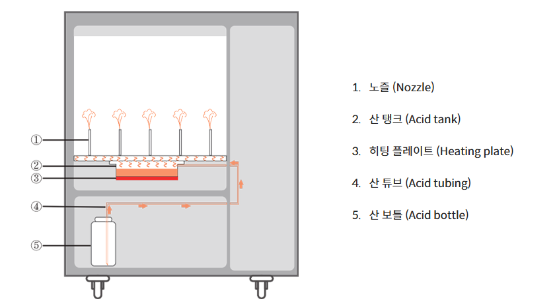 ①
②
③
④
⑤
1. 노즐 (Nozzle)
2. 산 탱크 (Acid tank)
3. 히팅 플레이트 (Heating plate)
4. 산 튜브 (Acid tubing)
5. 산 보틀 (Acid bottle)